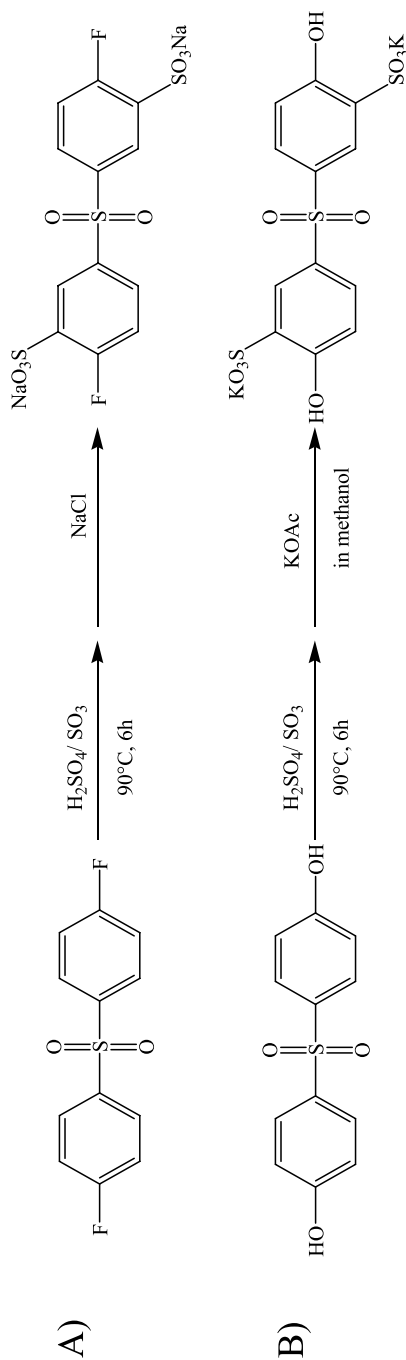 A)
F
O
S
O
F
H₂SO₄/ SO₃
90°C, 6h
NaCl
NaO₃S
F
O
S
O
F
SO₃Na
B)
HO
O
S
O
OH
H₂SO₄/ SO₃
90°C, 6h
KOAc
in methanol
KO₃S
HO
O
S
O
OH
SO₃K